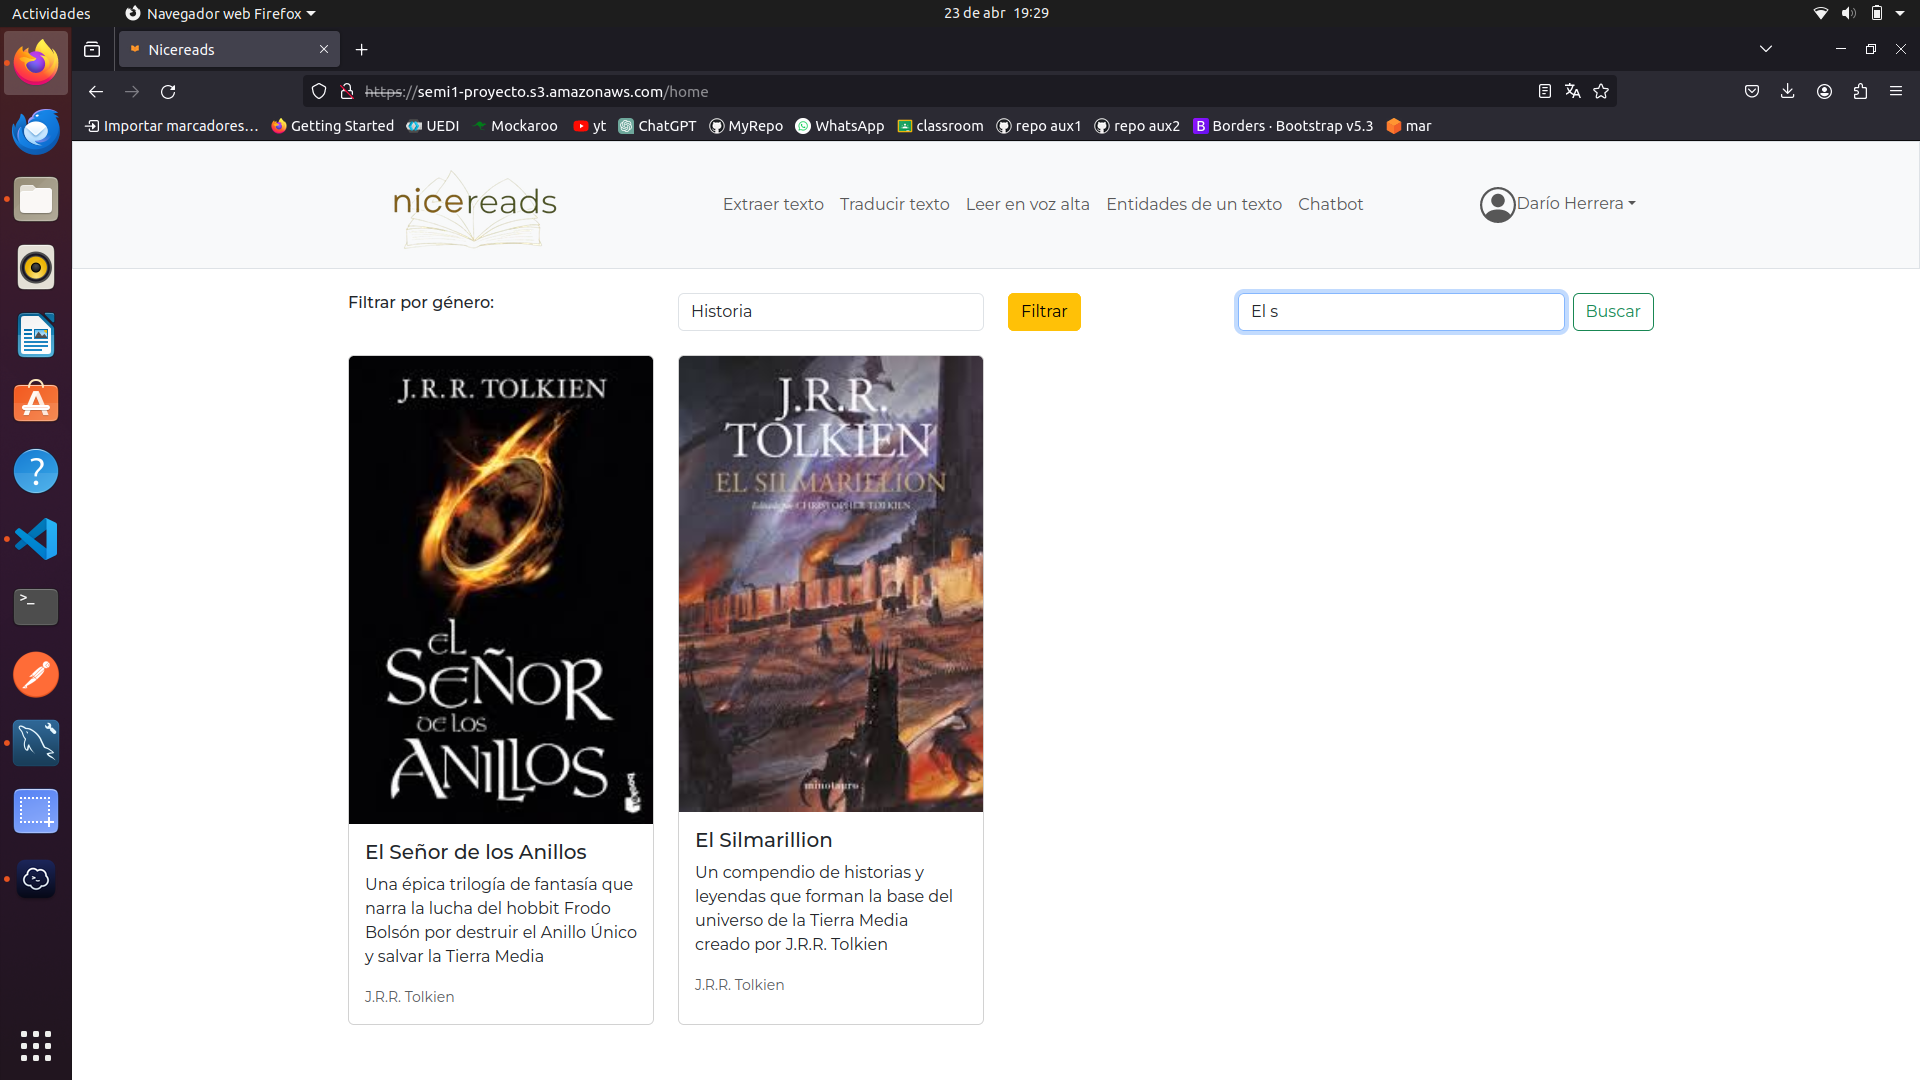 Actividades
Navegador web Firefox
23 de abr 19:29
Nicereads
https://semi1-proyecto.s3.amazonaws.com/home
Importar marcadores...
Getting Started
UEDI
Mockaroo
yt
ChatGPT
MyRepo
WhatsApp
classroom
repo aux1
repo aux2
B Borders · Bootstrap v5.3
mar
nicereads
Extraer texto
Traducir texto
Leer en voz alta
Entidades de un texto
Chatbot
Darío Herrera
Filtrar por género:
Historia
Filtrar
El s
Buscar
J. R. R. TOLKIEN
EL
SEÑOR
DE LOS
ANILLOS
booket
El Señor de los Anillos
Una épica trilogía de fantasía que
narra la lucha del hobbit Frodo
Bolsón por destruir el Anillo Único
y salvar la Tierra Media
J.R.R. Tolkien
J.R.R.
TOLKIEN
EL SILMARILLION
Editado por CHRISTOPHER TOLKIEN
minotauro
El Silmarillion
Un compendio de historias y
leyendas que forman la base del
universo de la Tierra Media
creado por J.R.R. Tolkien
J.R.R. Tolkien